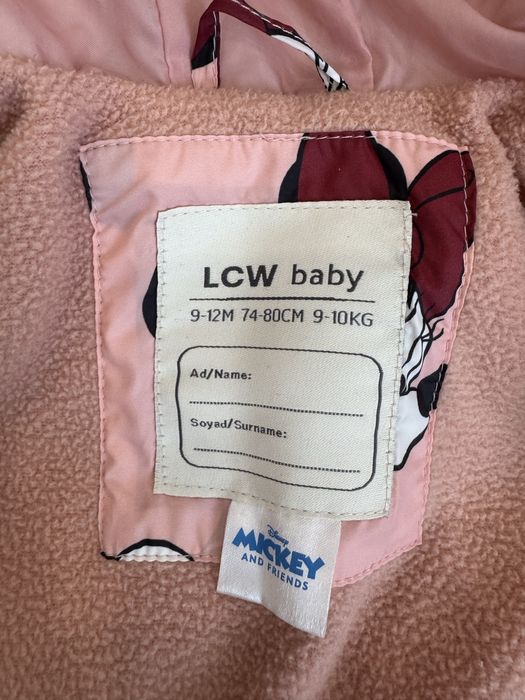 LCW baby
9-12M 74-80CM 9-10KG
Ad/Name:
Soyad/Surname:
Disney
MICKEY
AND FRIENDS